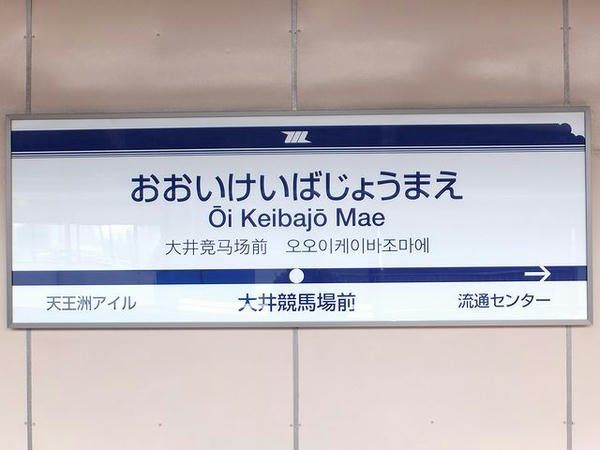 おおいけいばじょうまえ
Ōi Keibajō Mae
大井竞马场前 오오이케이바조마에
天王洲アイル 大井競馬場前 流通センター